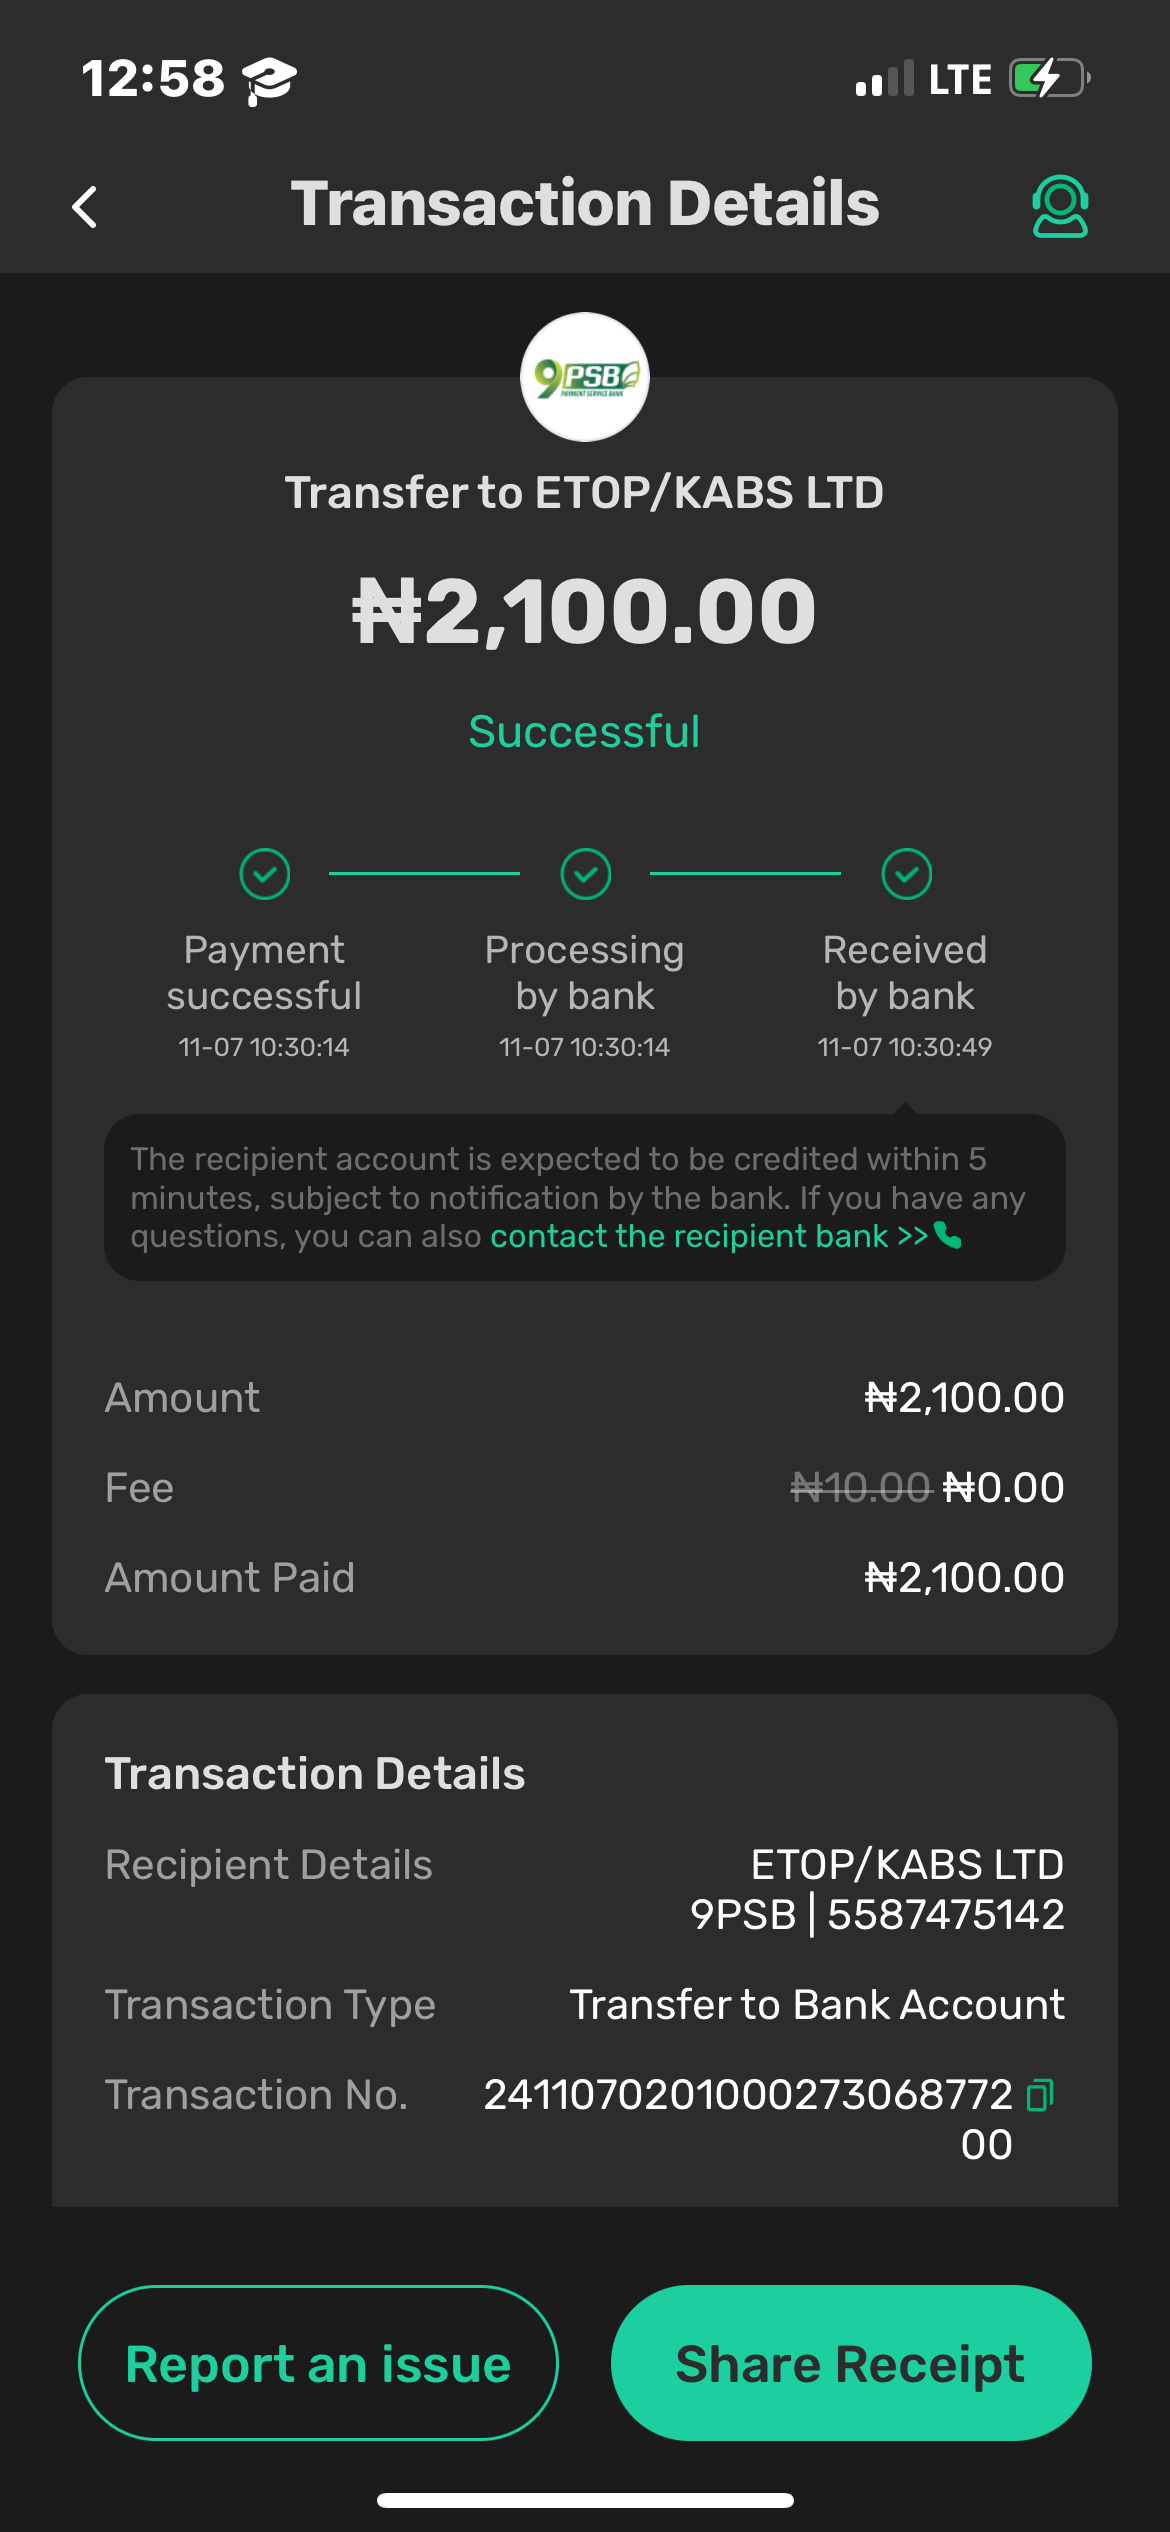 12:58
LTE
Transaction Details
9PSB
PAYMENT SERVICE BANK
Transfer to ETOP/KABS LTD
₦2,100.00
Successful
Payment successful
11-07 10:30:14
Processing by bank
11-07 10:30:14
Received by bank
11-07 10:30:49
The recipient account is expected to be credited within 5
minutes, subject to notification by the bank. If you have any
questions, you can also contact the recipient bank >>
Amount ₦2,100.00
Fee ₦10.00 ₦0.00
Amount Paid ₦2,100.00
Transaction Details
Recipient Details ETOP/KABS LTD
9PSB | 5587475142
Transaction Type Transfer to Bank Account
Transaction No. 2411070201000273068772
00
Report an issue
Share Receipt